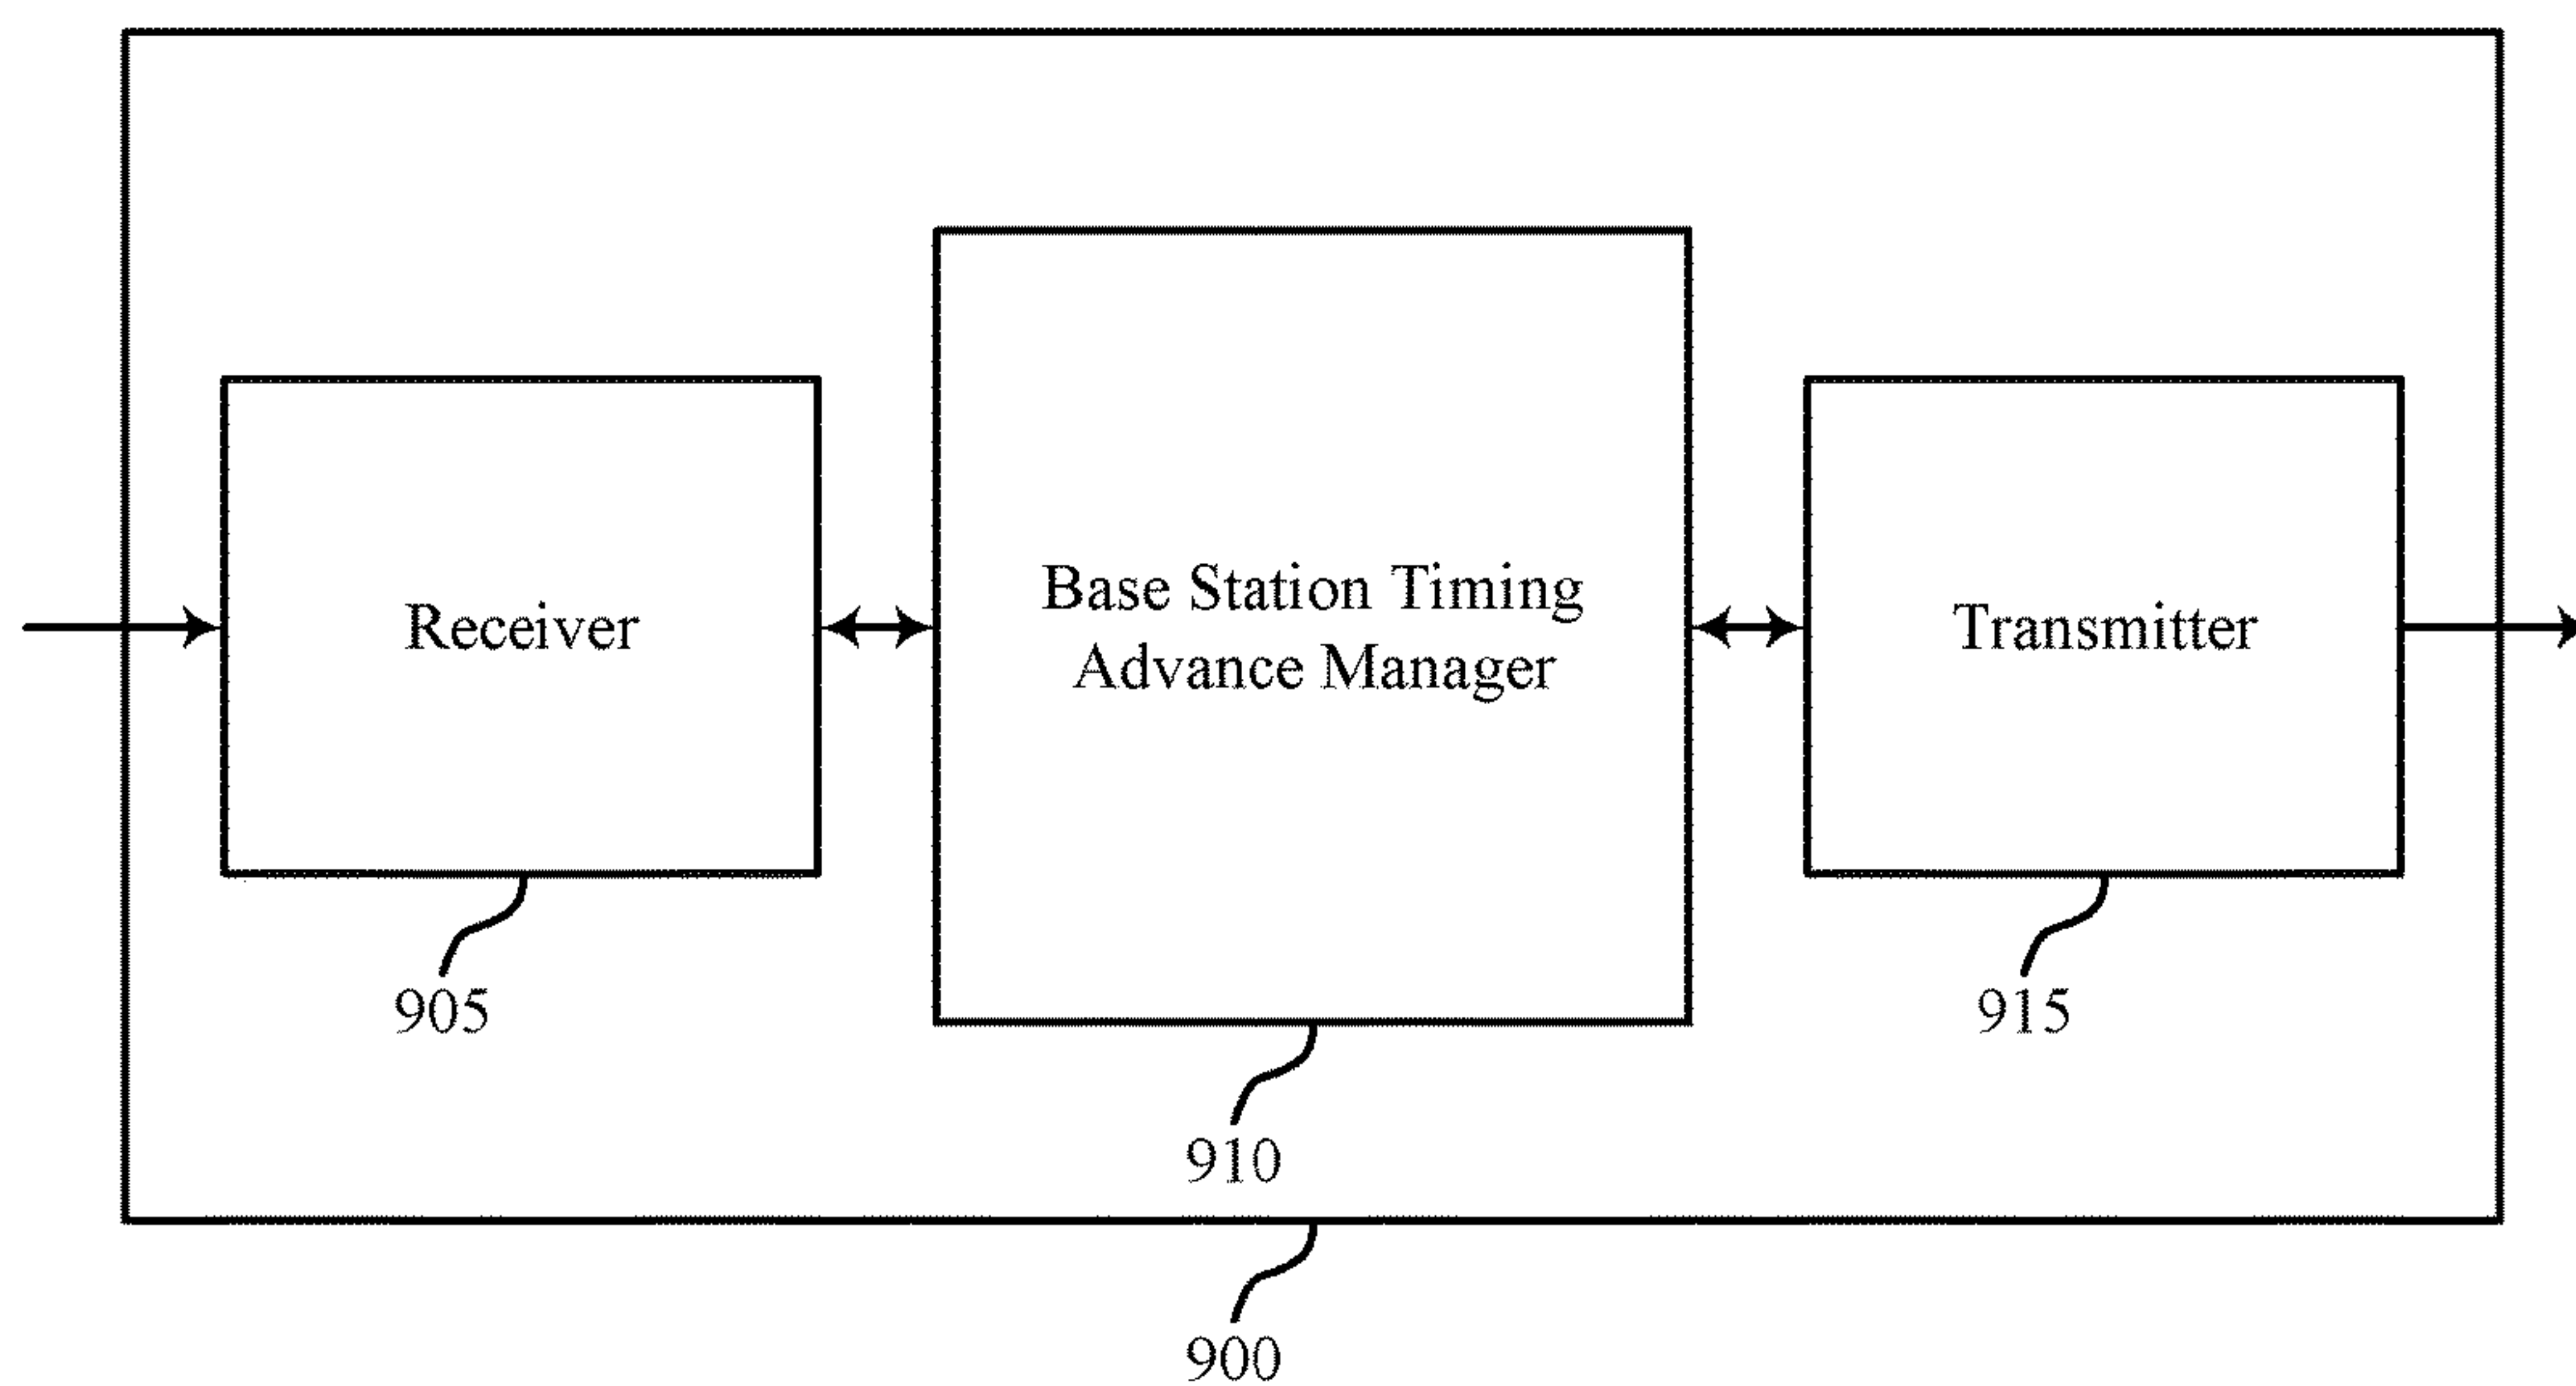 Receiver
Base Station Timing
Advance Manager
Transmitter
905
915
910
900